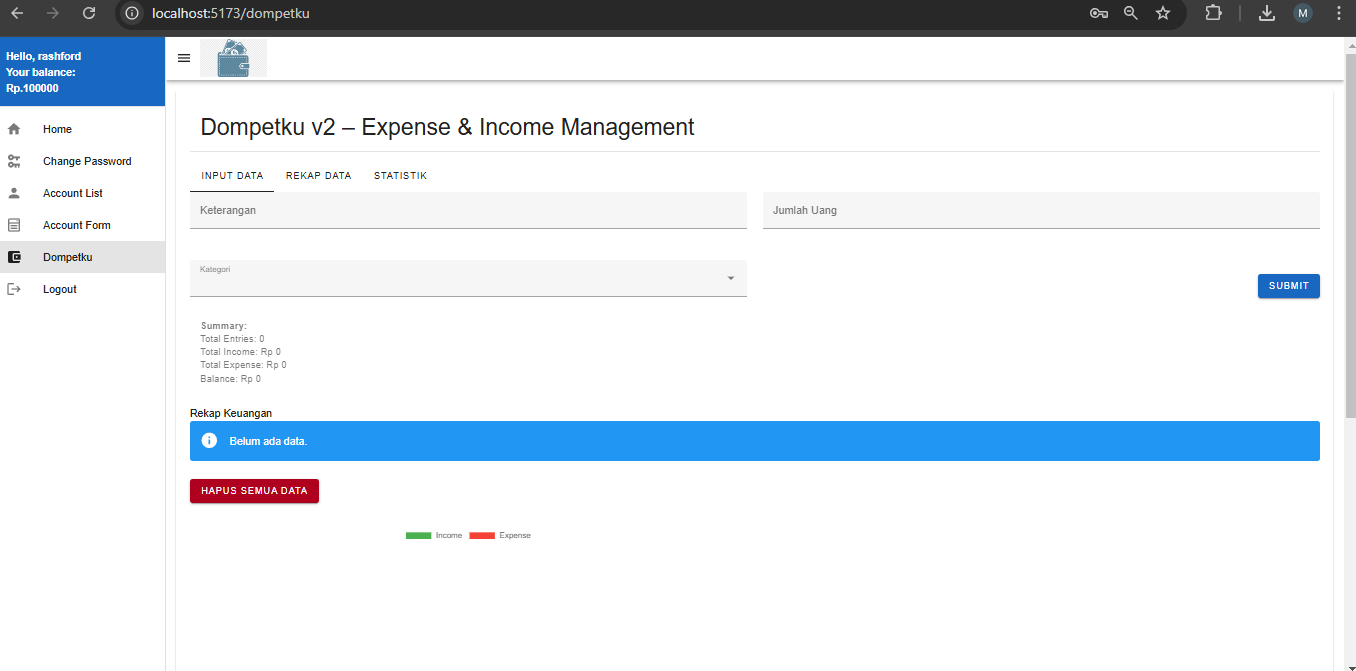 localhost:5173/dompetku
M
Hello, rashford
Your balance:
Rp.100000
Home
Change Password
Account List
Account Form
Dompetku
Logout
Dompetku v2 – Expense & Income Management
INPUT DATA REKAP DATA STATISTIK
Keterangan Jumlah Uang
Kategori
SUBMIT
Summary:
Total Entries: 0
Total Income: Rp 0
Total Expense: Rp 0
Balance: Rp 0
Rekap Keuangan
Belum ada data.
HAPUS SEMUA DATA
Income Expense